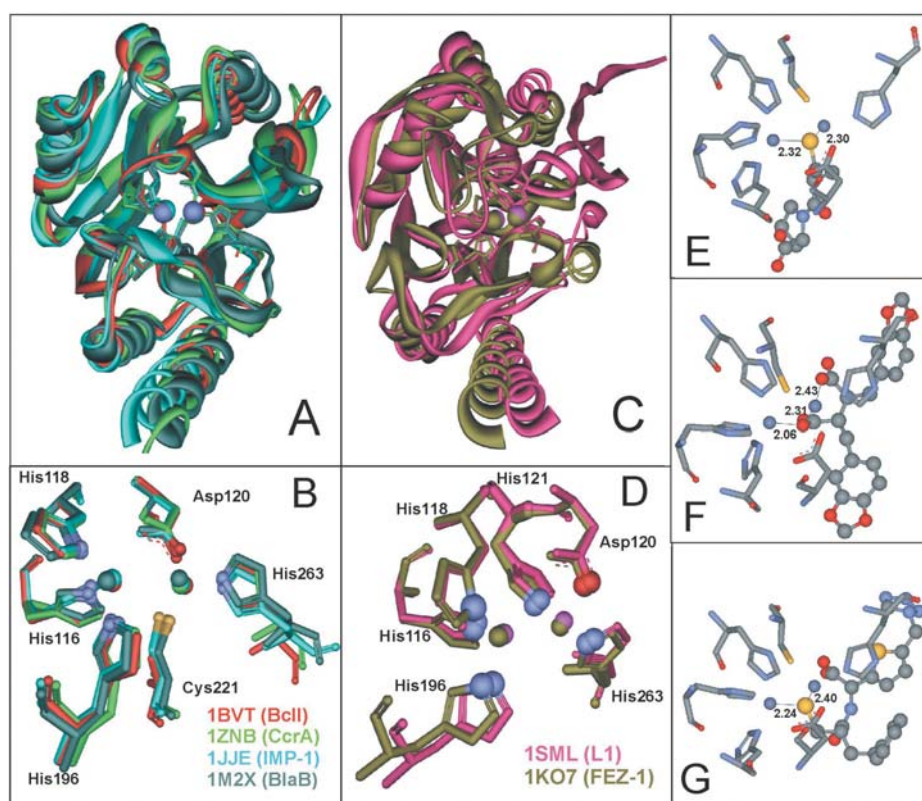 A
C
E
2.32
2.30
F
2.43
2.31
2.06
G
2.24
2.40
B
His118
Asp120
His263
His116
Cys221
His196
1BVT (BcII)
1ZNB (CcrA)
1JJE (IMP-1)
1M2X (BlaB)
D
His121
His118
Asp120
His116
His196
His263
1SML (L1)
1KO7 (FEZ-1)